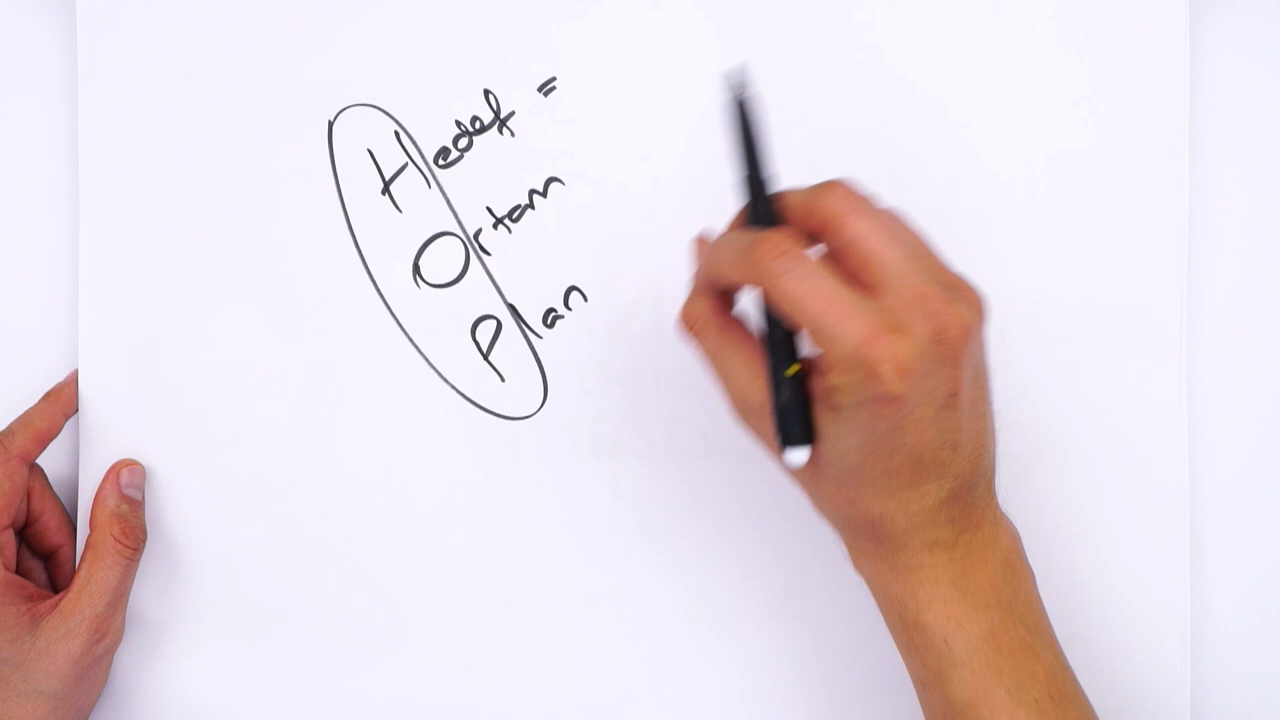 Hedef =
Ortam
Plan